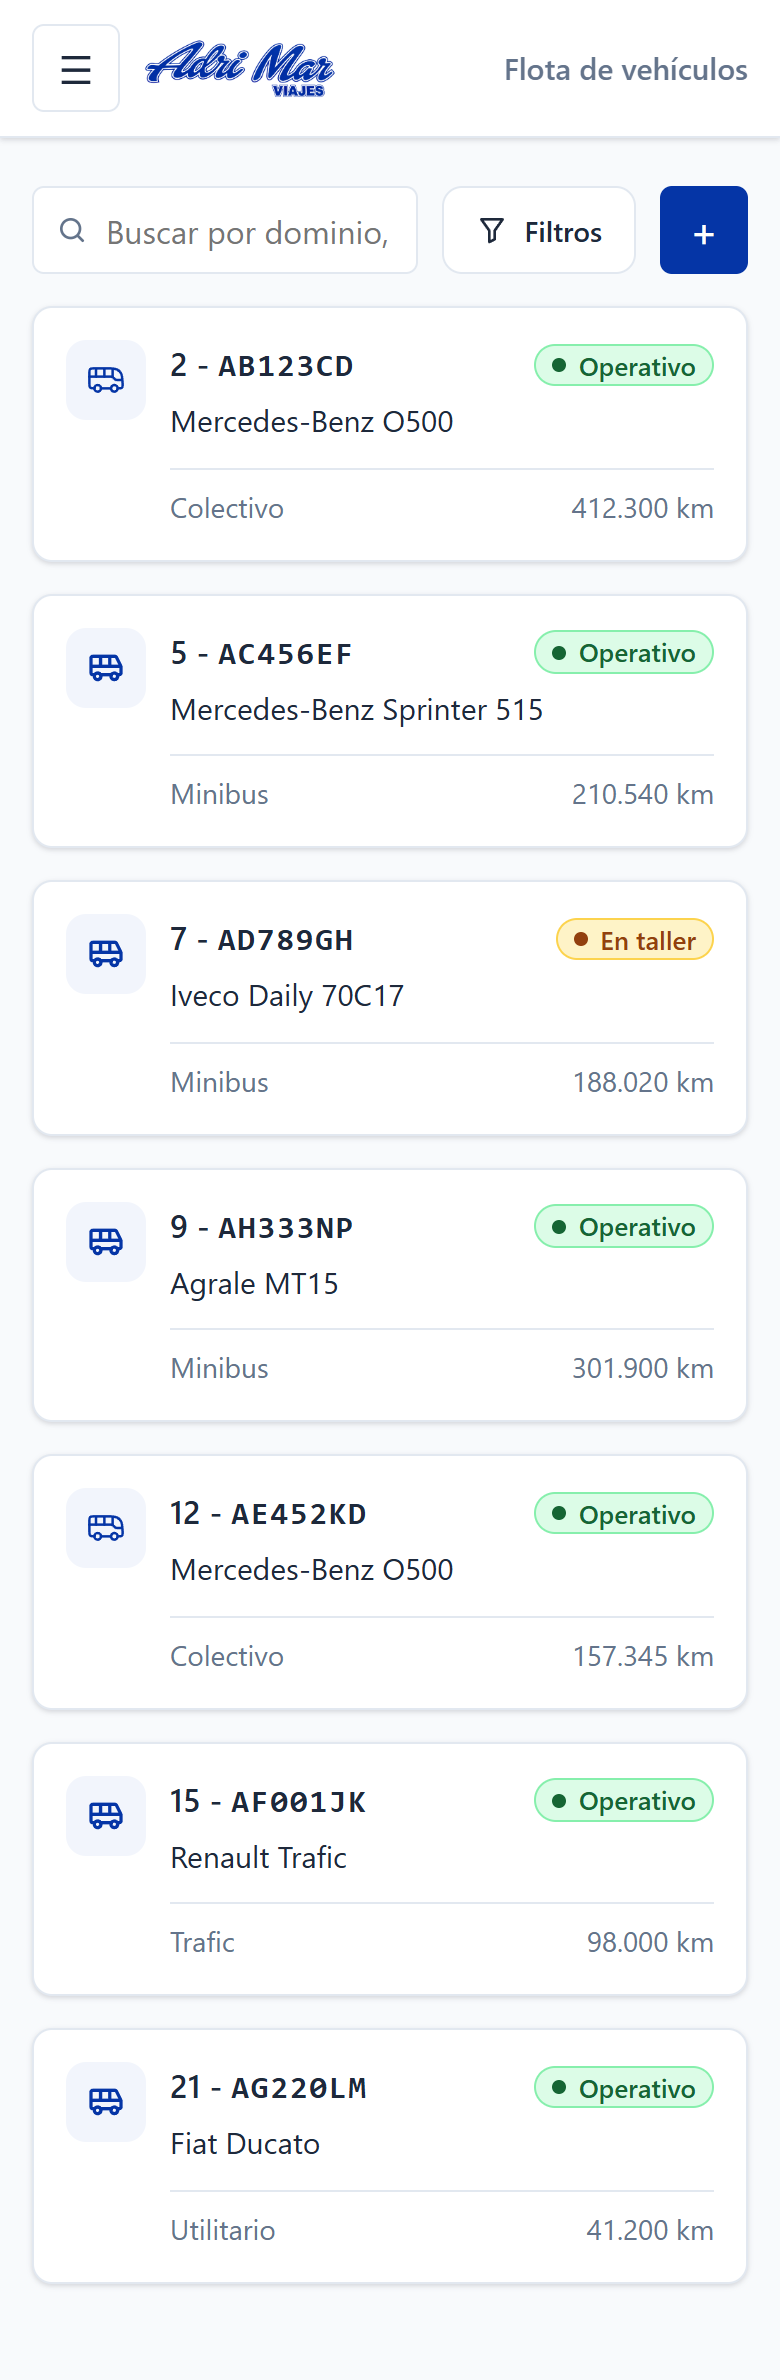 Adri Mar
VIAJES
Flota de vehículos
Buscar por dominio,
Filtros
+
2 - AB123CD
Operativo
Mercedes-Benz O500
Colectivo
412.300 km
5 - AC456EF
Operativo
Mercedes-Benz Sprinter 515
Minibus
210.540 km
7 - AD789GH
En taller
Iveco Daily 70C17
Minibus
188.020 km
9 - AH333NP
Operativo
Agrale MT15
Minibus
301.900 km
12 - AE452KD
Operativo
Mercedes-Benz O500
Colectivo
157.345 km
15 - AF001JK
Operativo
Renault Trafic
Trafic
98.000 km
21 - AG220LM
Operativo
Fiat Ducato
Utilitario
41.200 km